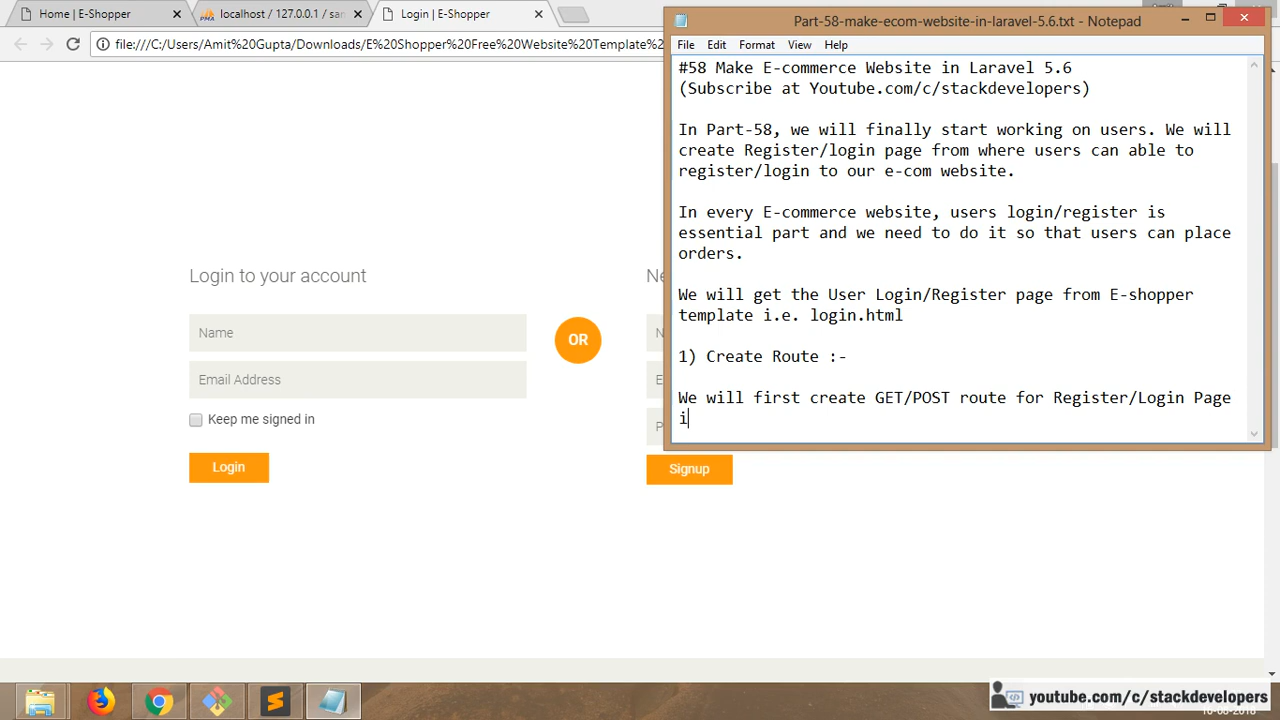 Home | E-Shopper
localhost / 127.0.0.1 / san
Login | E-Shopper
file:///C:/Users/Amit%20Gupta/Downloads/E%20Shopper%20Free%20Website%20Template%2
Part-58-make-ecom-website-in-laravel-5.6.txt - Notepad
File Edit Format View Help
#58 Make E-commerce Website in Laravel 5.6
(Subscribe at Youtube.com/c/stackdevelopers)
In Part-58, we will finally start working on users. We will
create Register/login page from where users can able to
register/login to our e-com website.
In every E-commerce website, users login/register is
essential part and we need to do it so that users can place
orders.
We will get the User Login/Register page from E-shopper
template i.e. login.html
1) Create Route :-
We will first create GET/POST route for Register/Login Page
i
Login to your account
Name
Email Address
Keep me signed in
Login
OR
Ne
N
E
P
Signup
youtube.com/c/stackdevelopers